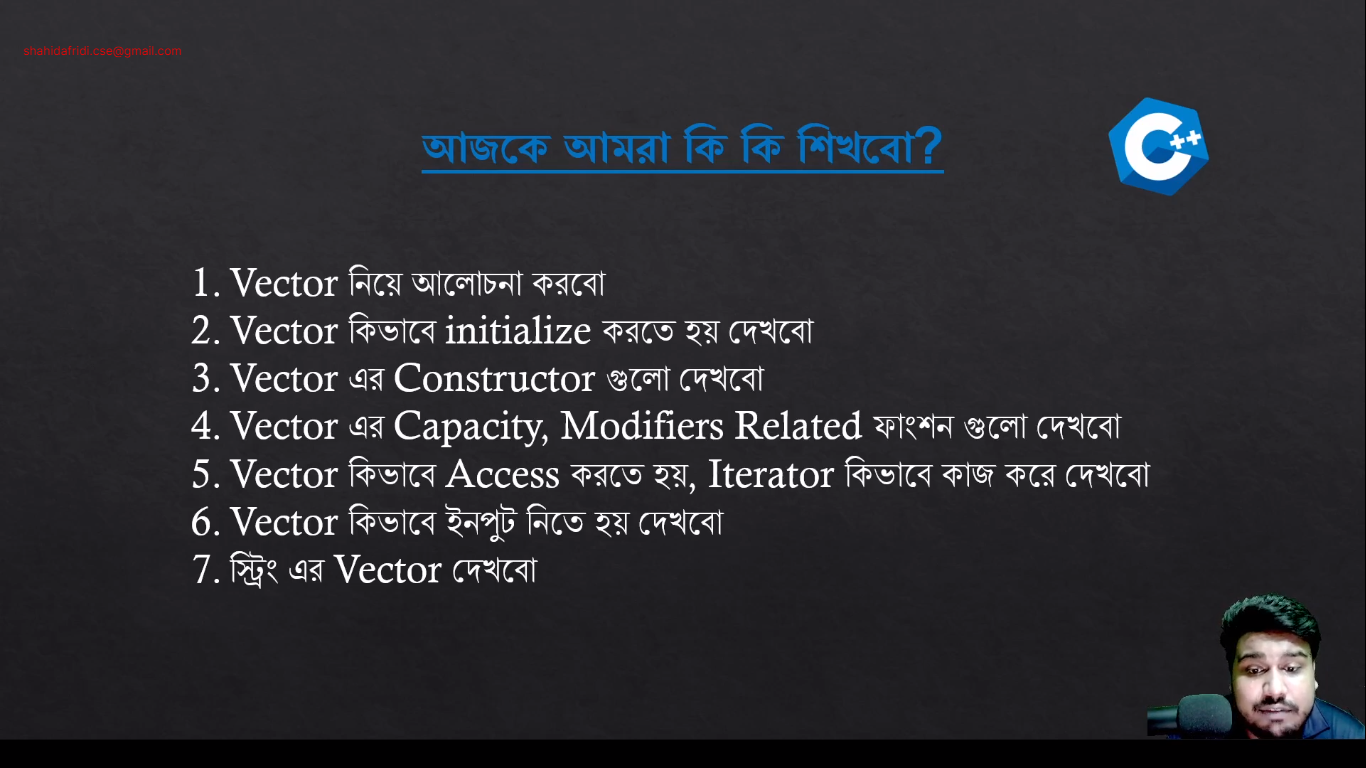 shahidafridi.cse@gmail.com
আজকে আমরা কি কি শিখবো?
C++
1. Vector নিয়ে আলোচনা করবো
2. Vector কিভাবে initialize করতে হয় দেখবো
3. Vector এর Constructor গুলো দেখবো
4. Vector এর Capacity, Modifiers Related ফাংশন গুলো দেখবো
5. Vector কিভাবে Access করতে হয়, Iterator কিভাবে কাজ করে দেখবো
6. Vector কিভাবে ইনপুট নিতে হয় দেখবো
7. স্ট্রিং এর Vector দেখবো